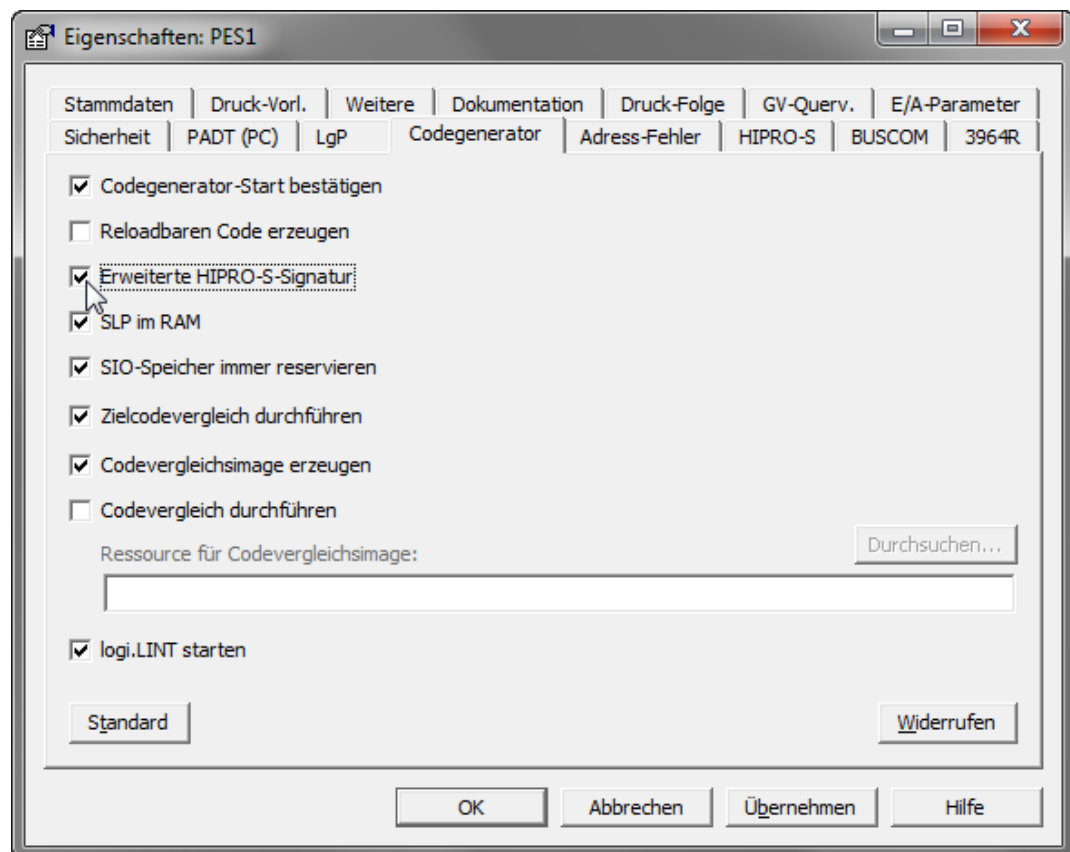 Eigenschaften: PES1
Stammdaten Druck-Vorl. Weitere Dokumentation Druck-Folge GV-Querv. E/A-Parameter
Sicherheit PADT (PC) LgP Codegenerator Adress-Fehler HIPRO-S BUSCOM 3964R
Codegenerator-Start bestätigen
Reloadbaren Code erzeugen
Erweiterte HIPRO-S-Signatur
SLP im RAM
SIO-Speicher immer reservieren
Zielcodevergleich durchführen
Codevergleichsimage erzeugen
Codevergleich durchführen
Ressource für Codevergleichsimage: Durchsuchen...
logi.LINT starten
Standard Widerrufen
OK Abbrechen Übernehmen Hilfe